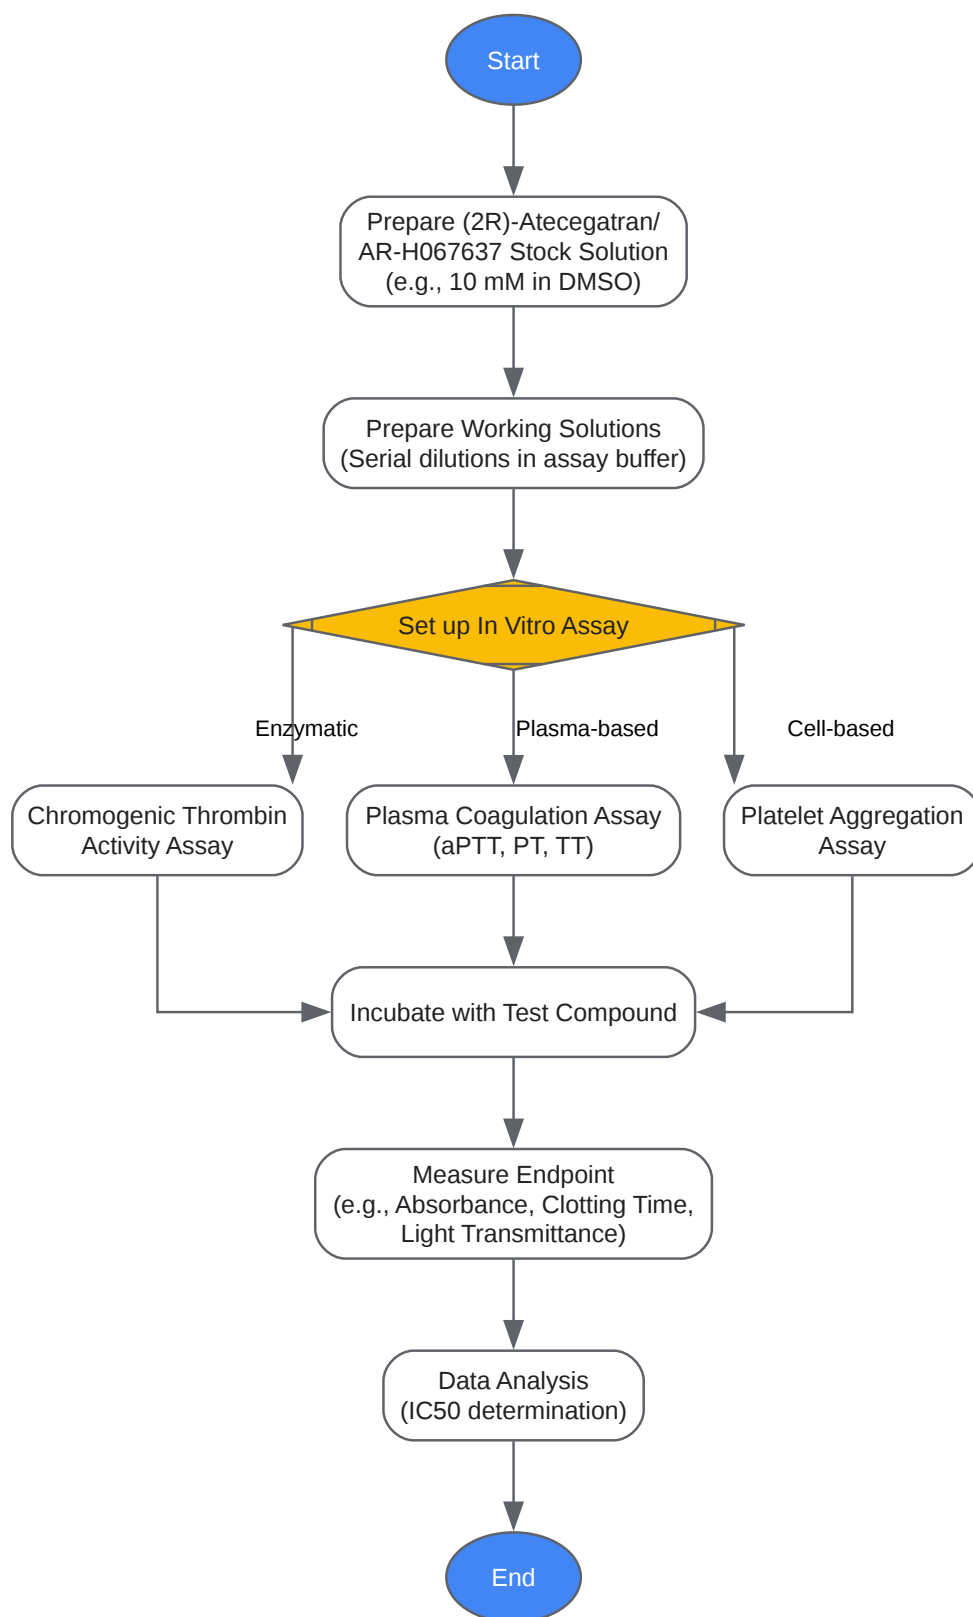 Start
Prepare (2R)-Atecegatran/
AR-H067637 Stock Solution
(e.g., 10 mM in DMSO)
Prepare Working Solutions
(Serial dilutions in assay buffer)
Set up In Vitro Assay
Enzymatic
Plasma-based
Cell-based
Chromogenic Thrombin
Activity Assay
Plasma Coagulation Assay
(aPTT, PT, TT)
Platelet Aggregation
Assay
Incubate with Test Compound
Measure Endpoint
(e.g., Absorbance, Clotting Time,
Light Transmittance)
Data Analysis
(IC50 determination)
End